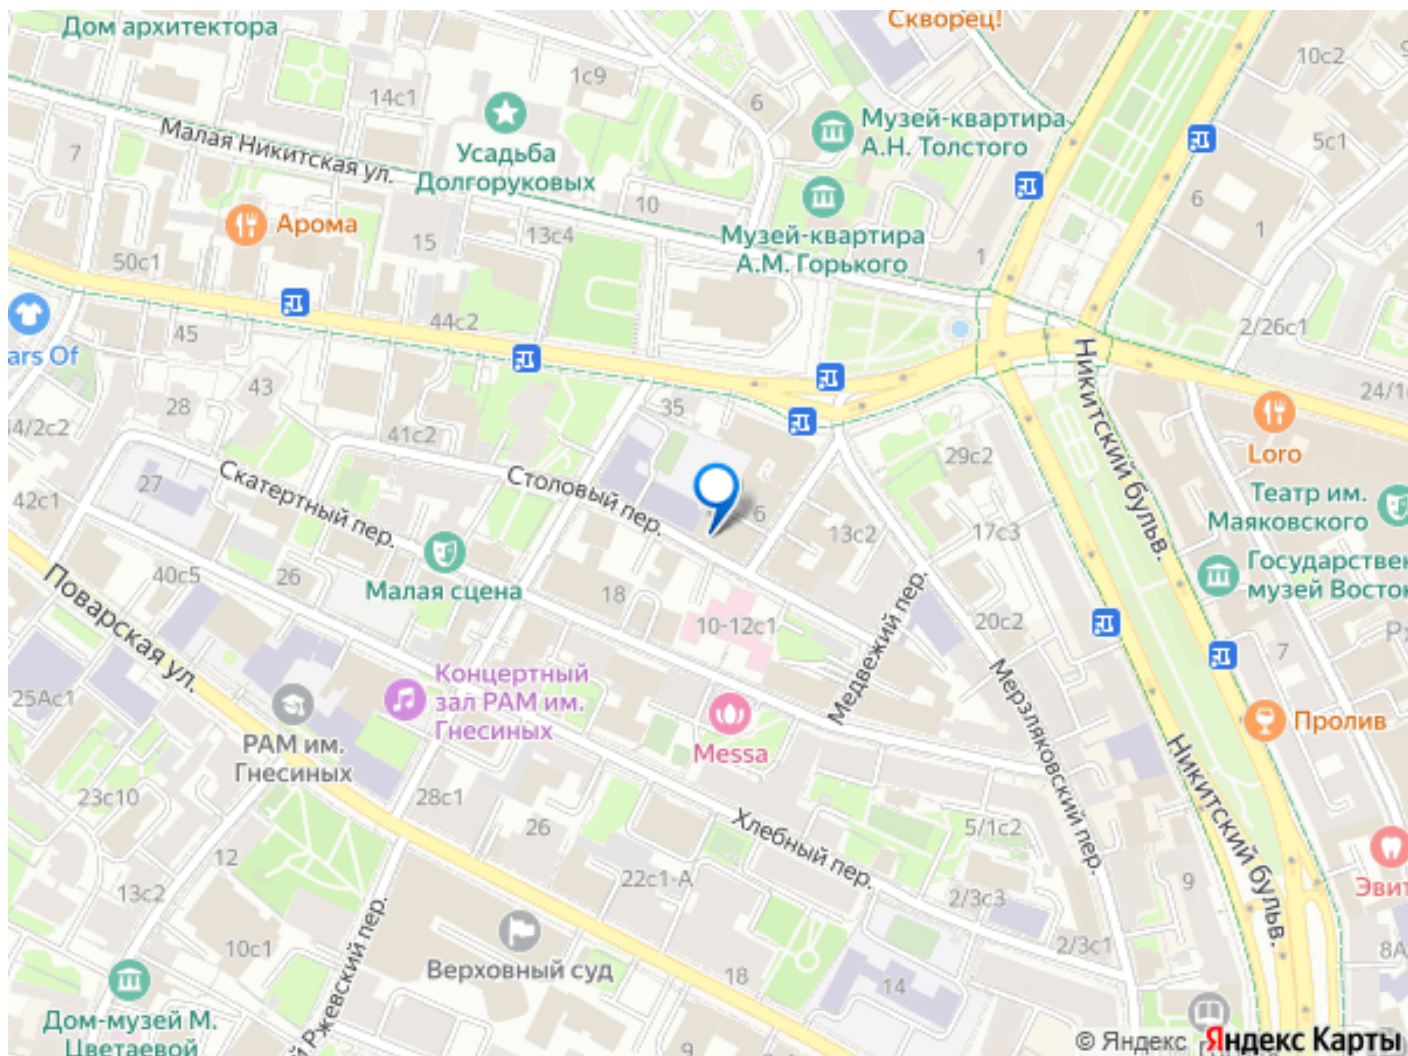 Скворец!
Дом архитектора
10с2
9
1с9
14с1
6
Музей-квартира
А.Н. Толстого
5с1
Малая Никитская ул.
7
Усадьба
Долгоруковых
10
6
1
Арома
15
13с4
Музей-квартира
А.М. Горького
1
50с1
44с2
45
2/26с1
ars Of
43
28
35
24/1
Никитский бульв.
44/2с2
41с2
29с2
Loro
Скатертный пер.
Столовый пер.
27
42с1
6
13с2
17с3
Театр им.
Маяковского
Малая сцена
40с5
26
18
Государствен
музей Восток
Поварская ул.
10-12с1
Медвежий пер.
20с2
7
25Ас1
Концертный
зал РАМ им.
Гнесиных
Мерзляковский пер.
РАМ им.
Гнесиных
Messa
Пролив
Никитский бульв.
23с10
28с1
26
Хлебный пер.
5/1с2
12
13с2
22с1-А
9
Эвит
2/3с3
10с1
Ржевский пер.
Верховный суд
18
14
2/3с1
8А
Дом-музей М.
Цветаевой
9
© Яндекс
Яндекс Карты